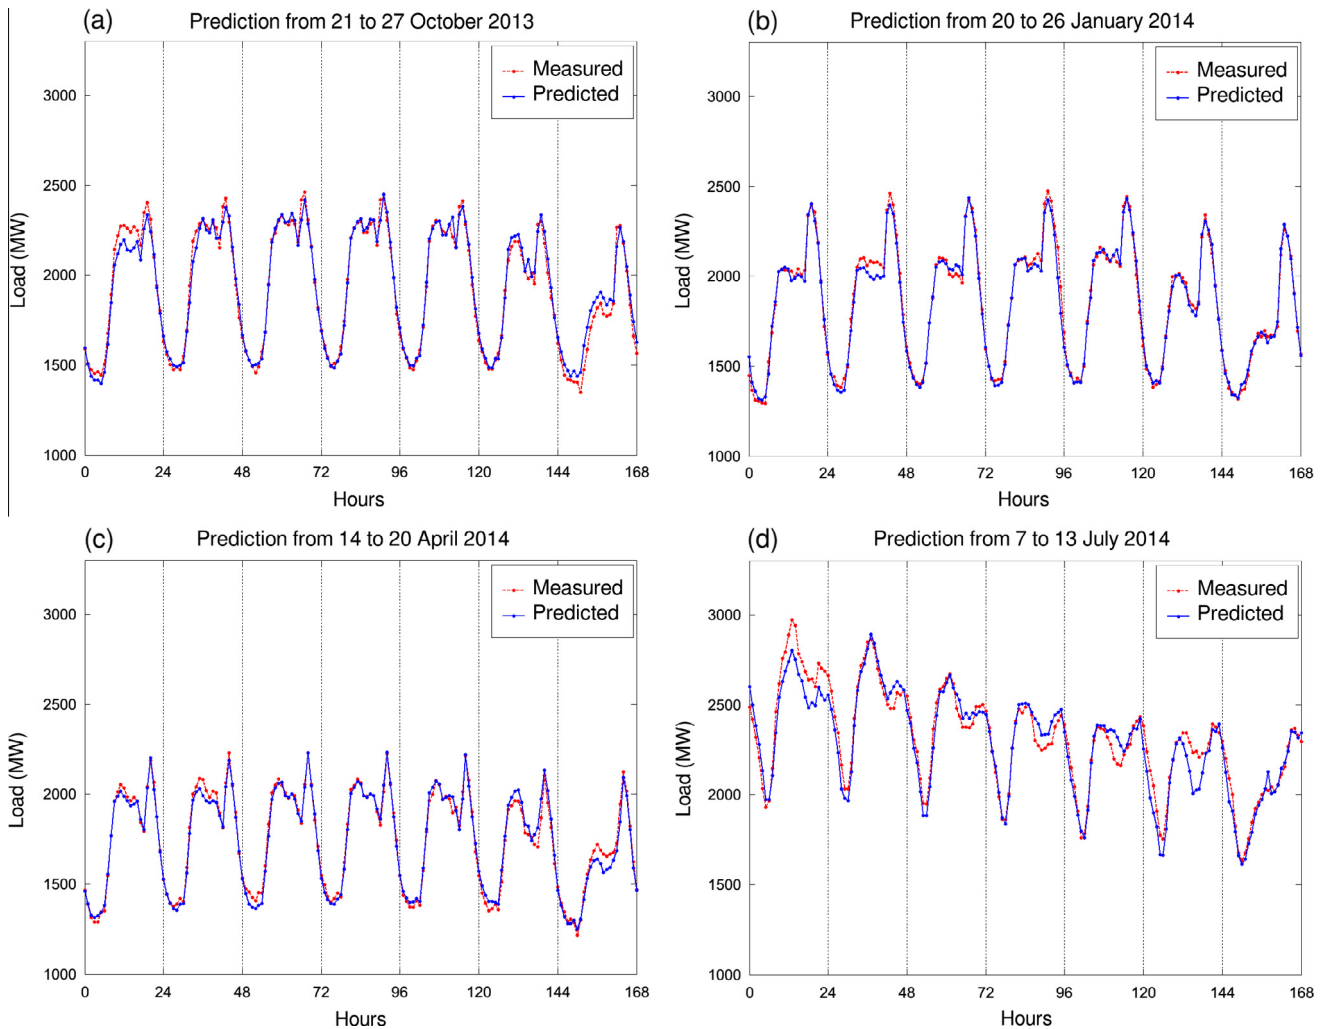 (a) Prediction from 21 to 27 October 2013
Measured
Predicted
3000
2500
2000
1500
1000
Load (MW)
0 24 48 72 96 120 144 168
Hours
(b) Prediction from 20 to 26 January 2014
Measured
Predicted
3000
2500
2000
1500
1000
Load (MW)
0 24 48 72 96 120 144 168
Hours
(c) Prediction from 14 to 20 April 2014
Measured
Predicted
3000
2500
2000
1500
1000
Load (MW)
0 24 48 72 96 120 144 168
Hours
(d) Prediction from 7 to 13 July 2014
Measured
Predicted
3000
2500
2000
1500
1000
Load (MW)
0 24 48 72 96 120 144 168
Hours